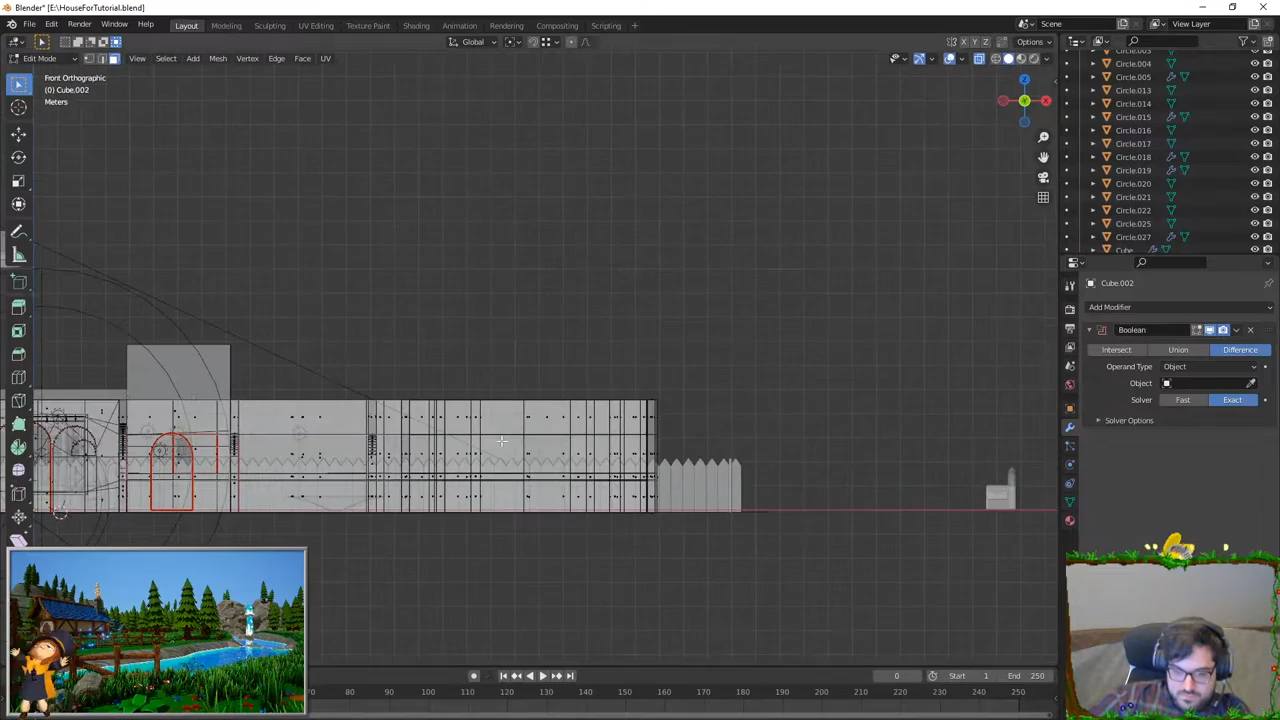 Blender* [E:\HouseForTutorial.blend]
File Edit Render Window Help Layout Modeling Sculpting UV Editing Texture Paint Shading Animation Rendering Compositing Scripting Scene View Layer
Global Options
Edit Mode View Select Add Mesh Vertex Edge Face UV
Front Orthographic
(0) Cube.002
Meters
X Y Z
Z
X
Y
Circle.003
Circle.004
Circle.005
Circle.013
Circle.014
Circle.015
Circle.016
Circle.017
Circle.018
Circle.019
Circle.020
Circle.021
Circle.022
Circle.025
Circle.027
Cube
Cube.002
Add Modifier
Boolean
Intersect Union Difference
Operand Type Object
Object
Solver Fast Exact
Solver Options
0 Start 1 End 250
70 80 90 100 110 120 130 140 150 160 170 180 190 200 210 220 230 240 250